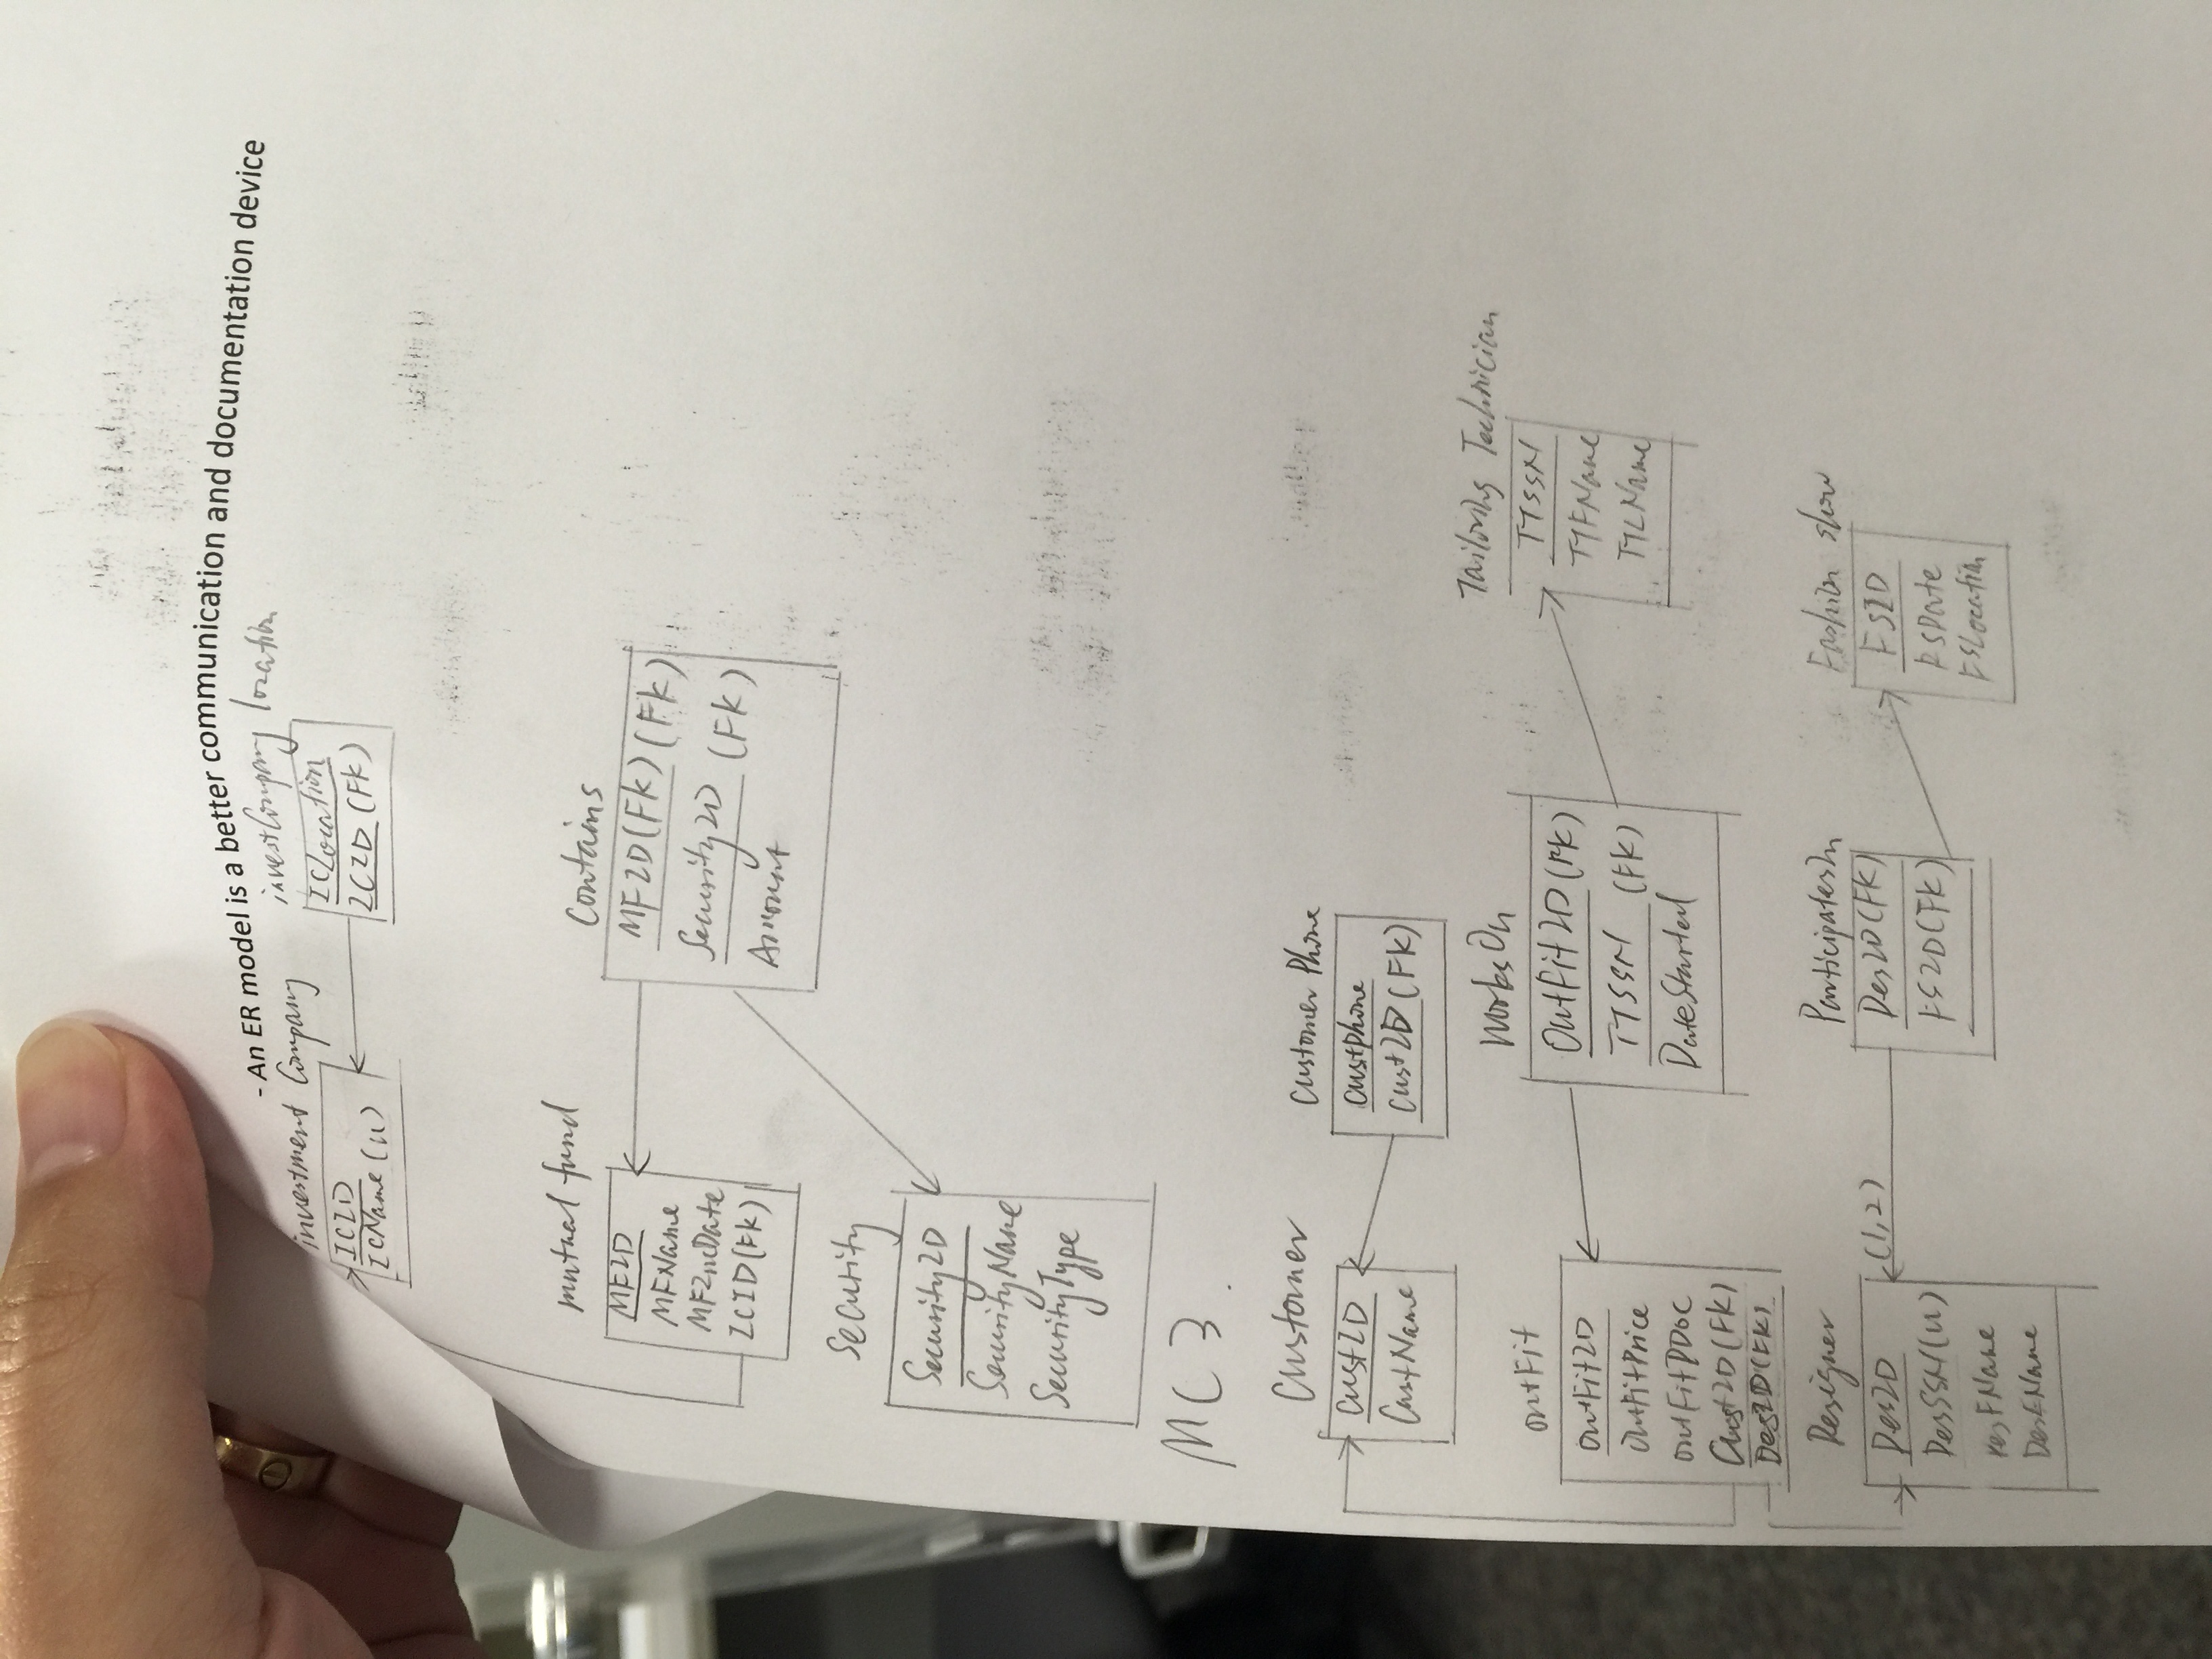 - An ER model is a better communication and documentation device
investment Company
investCompany location
ICID
ICName (U)
ICLocation
ICID (FK)
mutual fund
MFID
MFName
MFIncDate
ICID (FK)
Contains
MFID (FK) (FK)
SecurityID (FK)
Amount
Security
SecurityID
SecurityName
SecurityType
MC 3.
Customer
CustID
CustName
Customer Phone
custphone
CustID (FK)
outFit
outFitID
OutFitPrice
outFitPDoC
CustID (FK)
DesID (FK)
WorksOn
OutFitID (FK)
TTSSN (FK)
DateStarted
Tailoring Technician
TTSSN
TTFName
TTLName
Designer
DesID
DesSSN (U)
DesFName
(1,2)
ParticipatesIn
DesID (FK)
FSID (FK)
Fashion show
FSID
FSLocation